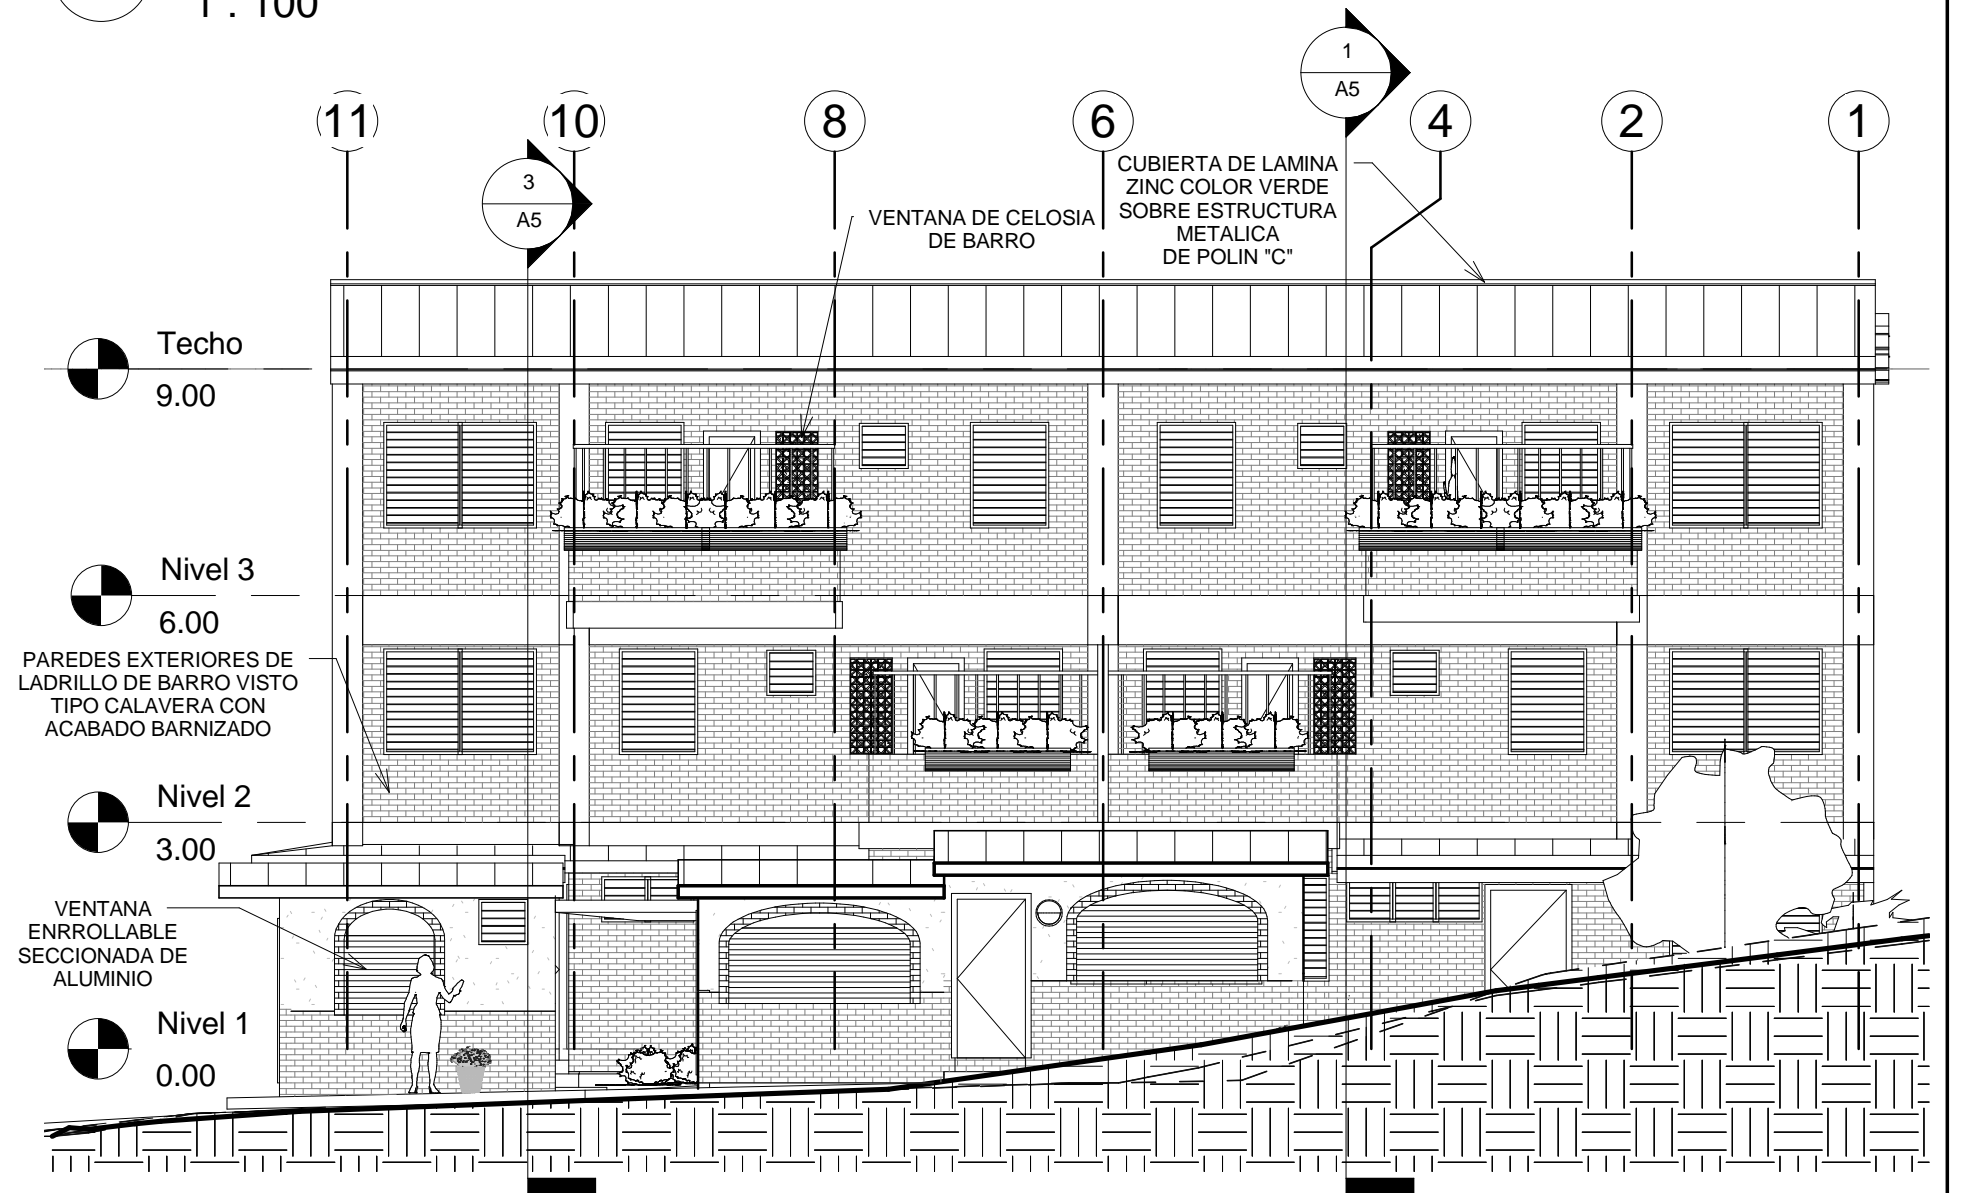 1 : 100
1
A5
11
10
8
6
4
2
1
3
A5
CUBIERTA DE LAMINA
ZINC COLOR VERDE
SOBRE ESTRUCTURA
METALICA
DE POLIN "C"
VENTANA DE CELOSIA
DE BARRO
Techo
9.00
Nivel 3
6.00
PAREDES EXTERIORES DE
LADRILLO DE BARRO VISTO
TIPO CALAVERA CON
ACABADO BARNIZADO
Nivel 2
3.00
VENTANA
ENRROLLABLE
SECCIONADA DE
ALUMINIO
Nivel 1
0.00